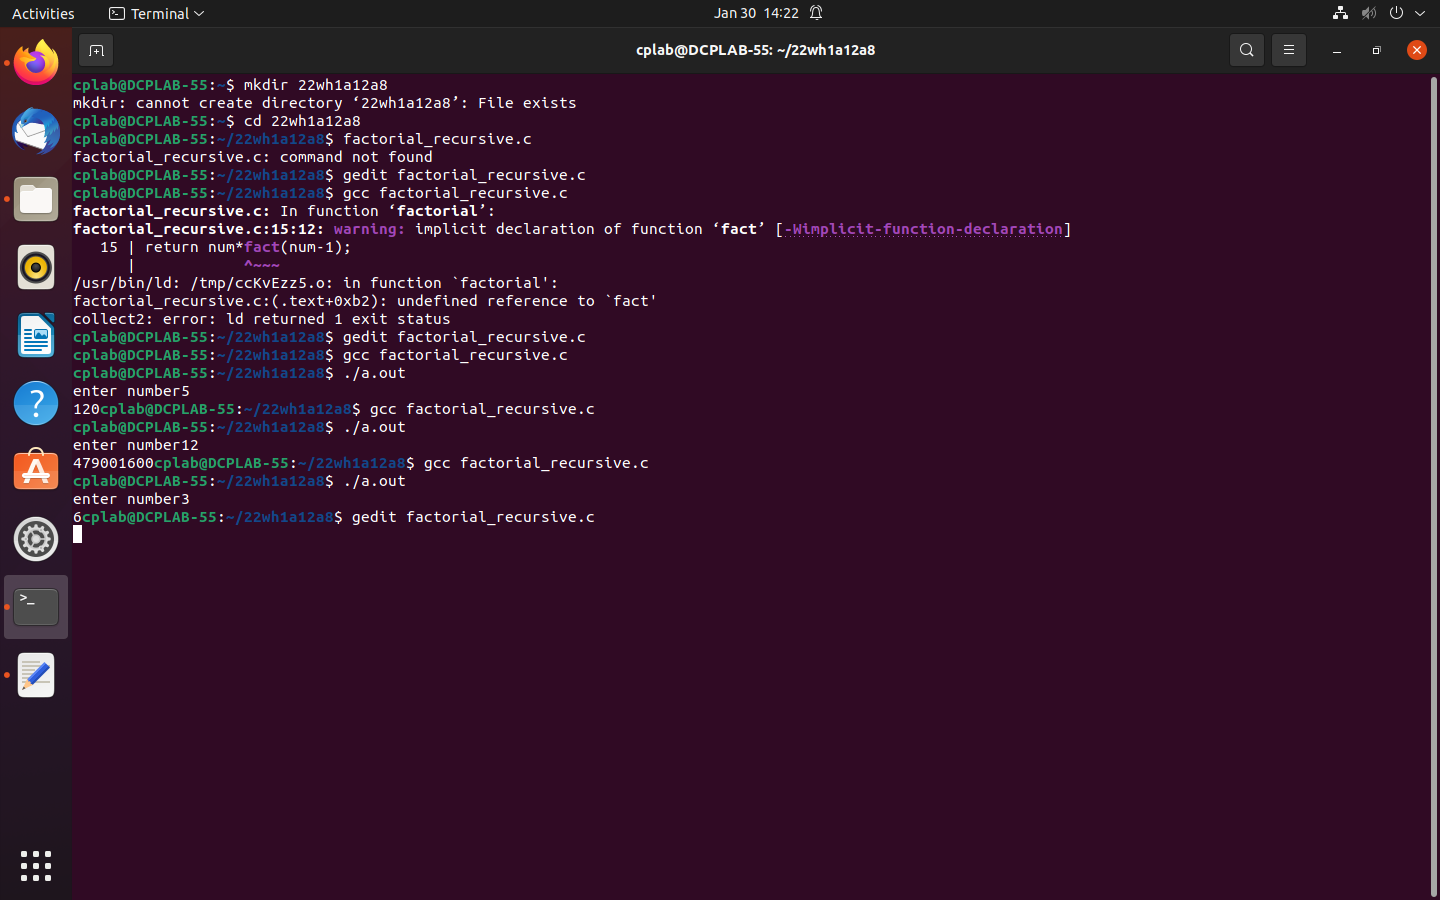 Activities
Terminal
Jan 30 14:22
cplab@DCPLAB-55: ~/22wh1a12a8
cplab@DCPLAB-55:~$ mkdir 22wh1a12a8
mkdir: cannot create directory ‘22wh1a12a8’: File exists
cplab@DCPLAB-55:~$ cd 22wh1a12a8
cplab@DCPLAB-55:~/22wh1a12a8$ factorial_recursive.c
factorial_recursive.c: command not found
cplab@DCPLAB-55:~/22wh1a12a8$ gedit factorial_recursive.c
cplab@DCPLAB-55:~/22wh1a12a8$ gcc factorial_recursive.c
factorial_recursive.c: In function ‘factorial’:
factorial_recursive.c:15:12: warning: implicit declaration of function ‘fact’ [-Wimplicit-function-declaration]
   15 | return num*fact(num-1);
      |            ^~~~
/usr/bin/ld: /tmp/ccKvEzz5.o: in function `factorial':
factorial_recursive.c:(.text+0xb2): undefined reference to `fact'
collect2: error: ld returned 1 exit status
cplab@DCPLAB-55:~/22wh1a12a8$ gedit factorial_recursive.c
cplab@DCPLAB-55:~/22wh1a12a8$ gcc factorial_recursive.c
cplab@DCPLAB-55:~/22wh1a12a8$ ./a.out
enter number5
120cplab@DCPLAB-55:~/22wh1a12a8$ gcc factorial_recursive.c
cplab@DCPLAB-55:~/22wh1a12a8$ ./a.out
enter number12
479001600cplab@DCPLAB-55:~/22wh1a12a8$ gcc factorial_recursive.c
cplab@DCPLAB-55:~/22wh1a12a8$ ./a.out
enter number3
6cplab@DCPLAB-55:~/22wh1a12a8$ gedit factorial_recursive.c